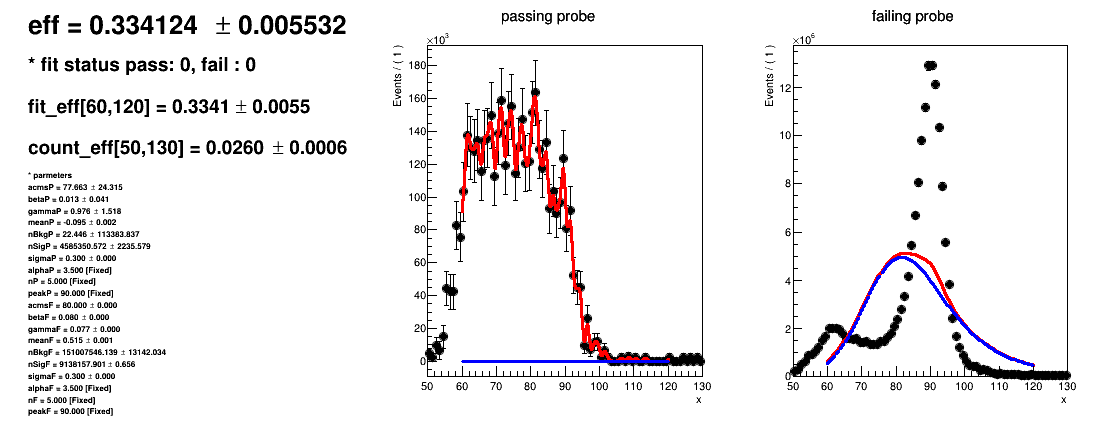 eff = 0.334124 ± 0.005532
* fit status pass: 0, fail : 0
fit_eff[60,120] = 0.3341 ± 0.0055
count_eff[50,130] = 0.0260 ± 0.0006
* parmeters
acmsP = 77.663 ± 24.315
betaP = 0.013 ± 0.041
gammaP = 0.976 ± 1.518
meanP = -0.095 ± 0.002
nBkgP = 22.446 ± 113383.837
nSigP = 4585350.572 ± 2235.579
sigmaP = 0.300 ± 0.000
alphaP = 3.500 [Fixed]
nP = 5.000 [Fixed]
peakP = 90.000 [Fixed]
acmsF = 80.000 ± 0.000
betaF = 0.080 ± 0.000
gammaF = 0.077 ± 0.000
meanF = 0.515 ± 0.001
nBkgF = 151007546.139 ± 13142.034
nSigF = 9138157.901 ± 0.656
sigmaF = 0.300 ± 0.000
alphaF = 3.500 [Fixed]
nF = 5.000 [Fixed]
peakF = 90.000 [Fixed]
passing probe
×10³
Events / ( 1 )
180
160
140
120
100
80
60
40
20
0
50 60 70 80 90 100 110 120 130
x
failing probe
×10⁶
Events / ( 1 )
12
10
8
6
4
2
0
50 60 70 80 90 100 110 120 130
x